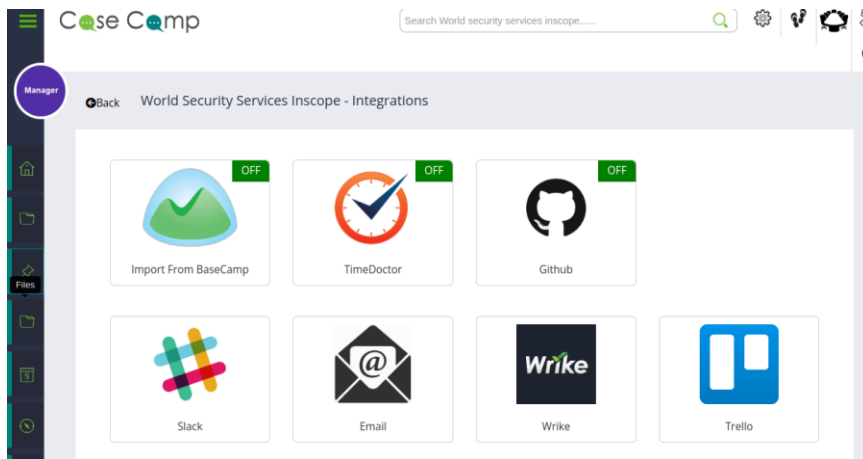 Case Camp
Search World security services inscope......
Manager
Back
World Security Services Inscope - Integrations
OFF
OFF
OFF
Import From BaseCamp
TimeDoctor
Github
Files
5
@
Wrike
Slack
Email
Wrike
Trello